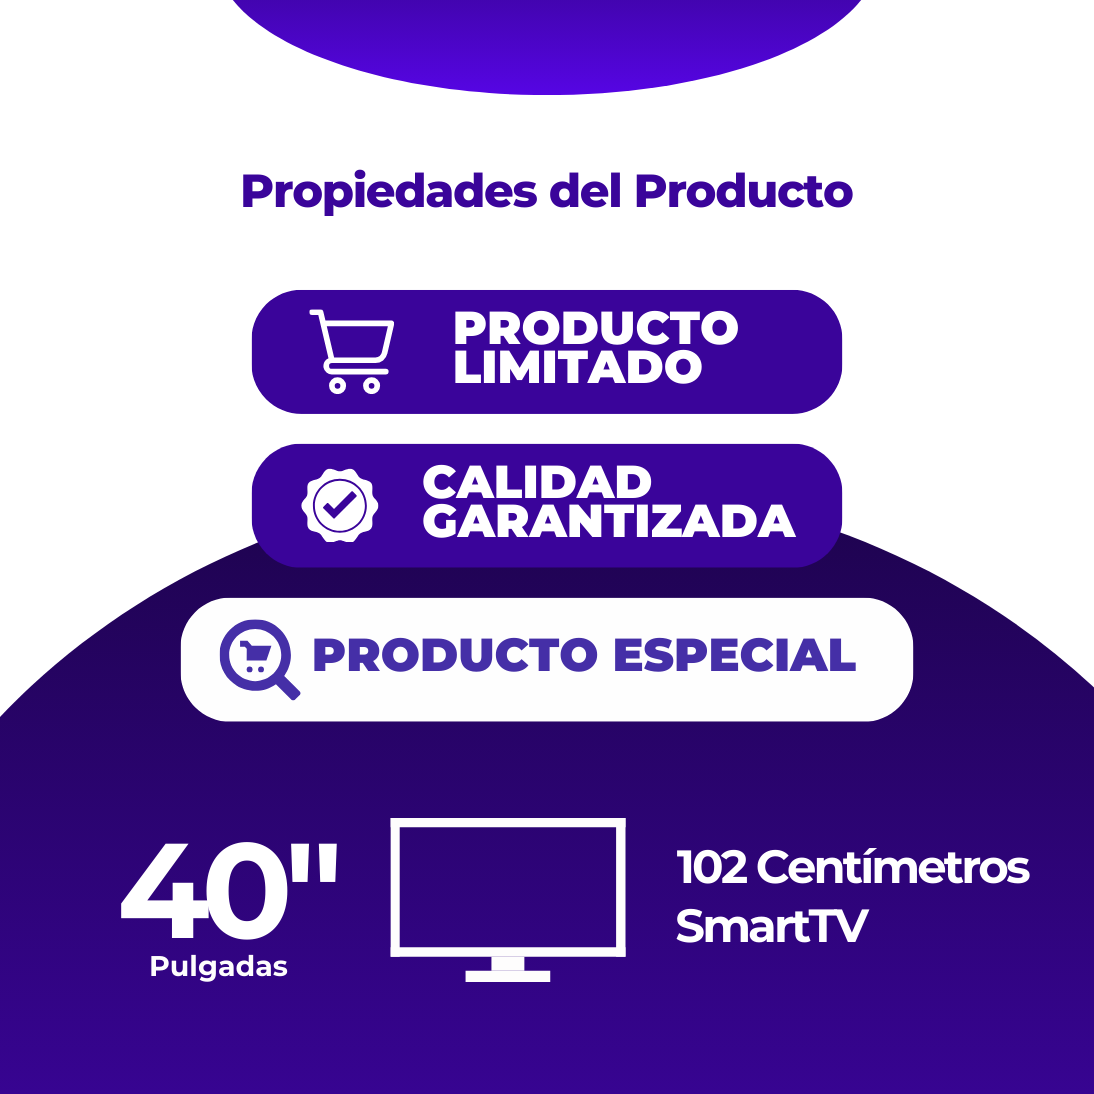 Propiedades del Producto
PRODUCTO
LIMITADO
CALIDAD
GARANTIZADA
PRODUCTO ESPECIAL
40"
Pulgadas
102 Centímetros
SmartTV